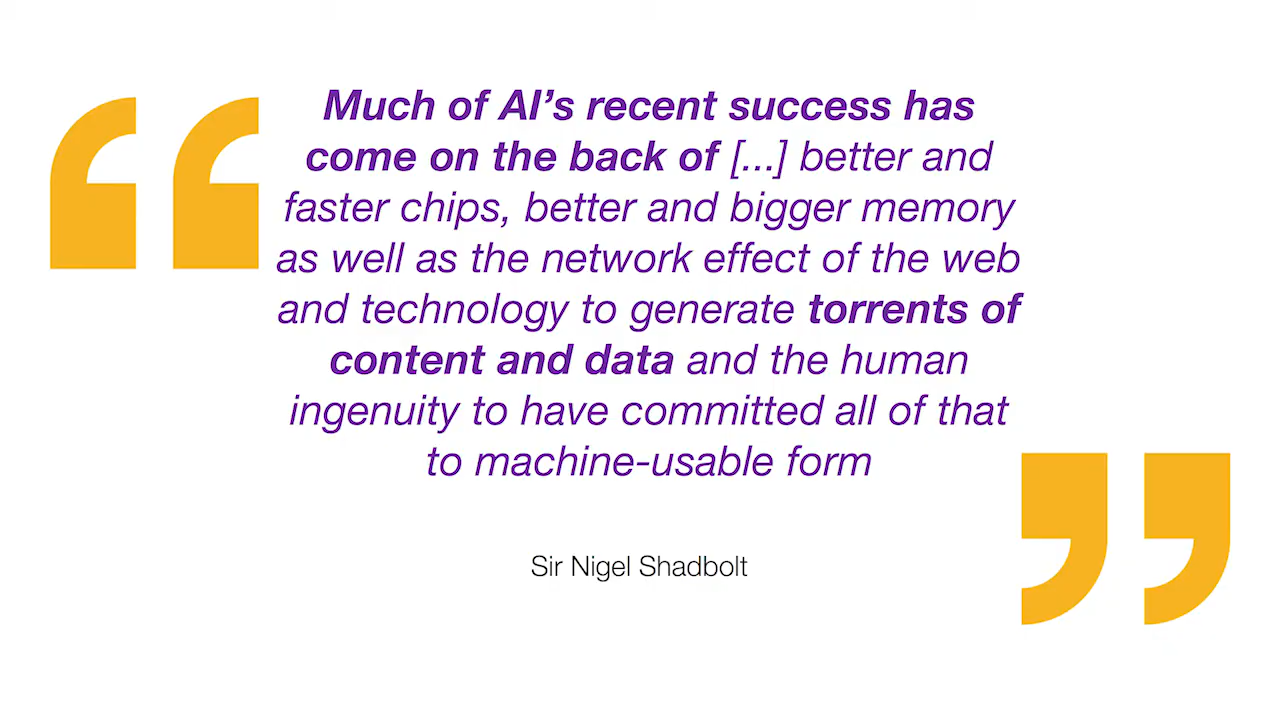 Much of AI’s recent success has
come on the back of [...] better and
faster chips, better and bigger memory
as well as the network effect of the web
and technology to generate torrents of
content and data and the human
ingenuity to have committed all of that
to machine-usable form
Sir Nigel Shadbolt